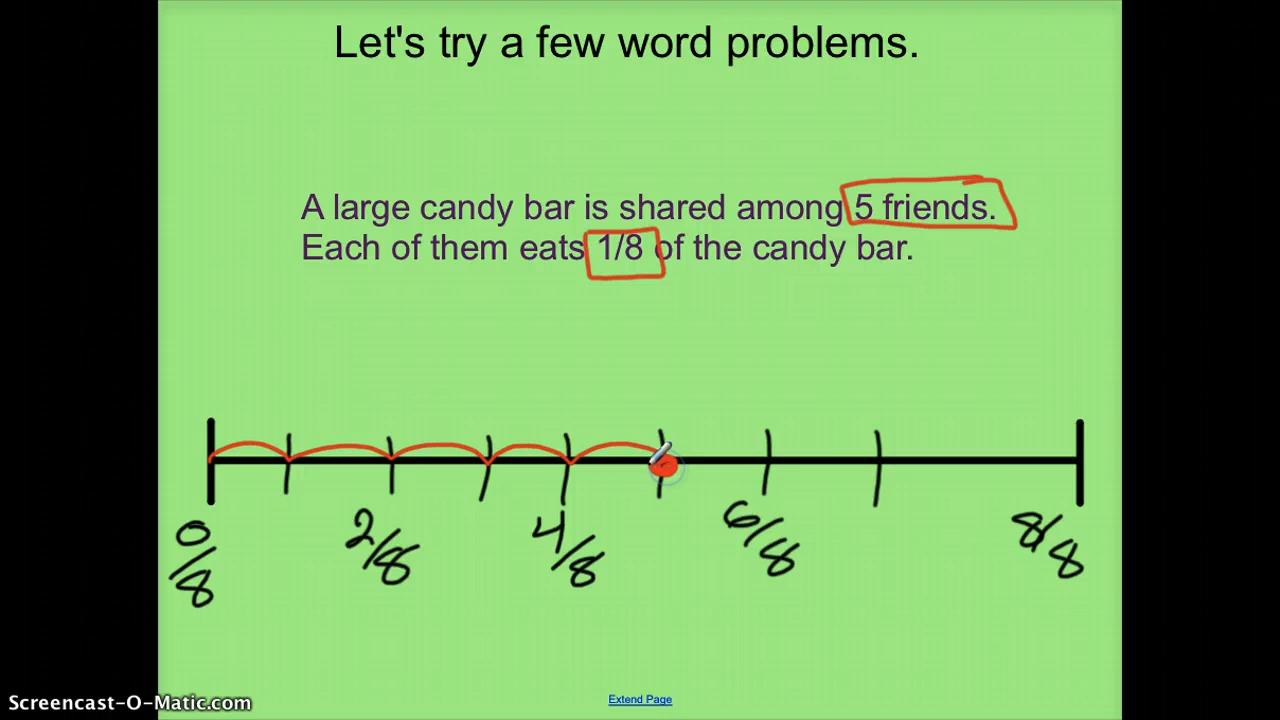 Let's try a few word problems.
A large candy bar is shared among 5 friends.
Each of them eats 1/8 of the candy bar.
0/8 2/8 4/8 6/8 8/8
Extend Page
Screencast-O-Matic.com